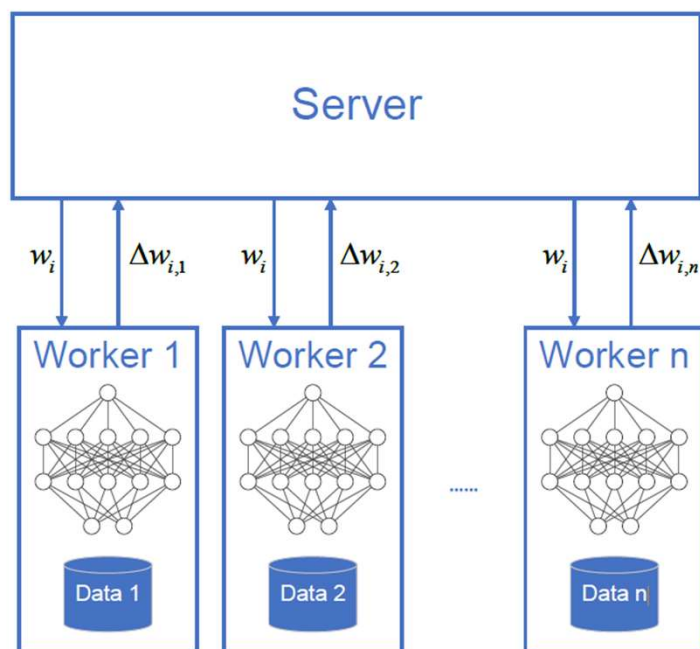 Server
w_i Δw_{i,1} w_i Δw_{i,2} w_i Δw_{i,n}
Worker 1 Worker 2 Worker n
......
Data 1 Data 2 Data n